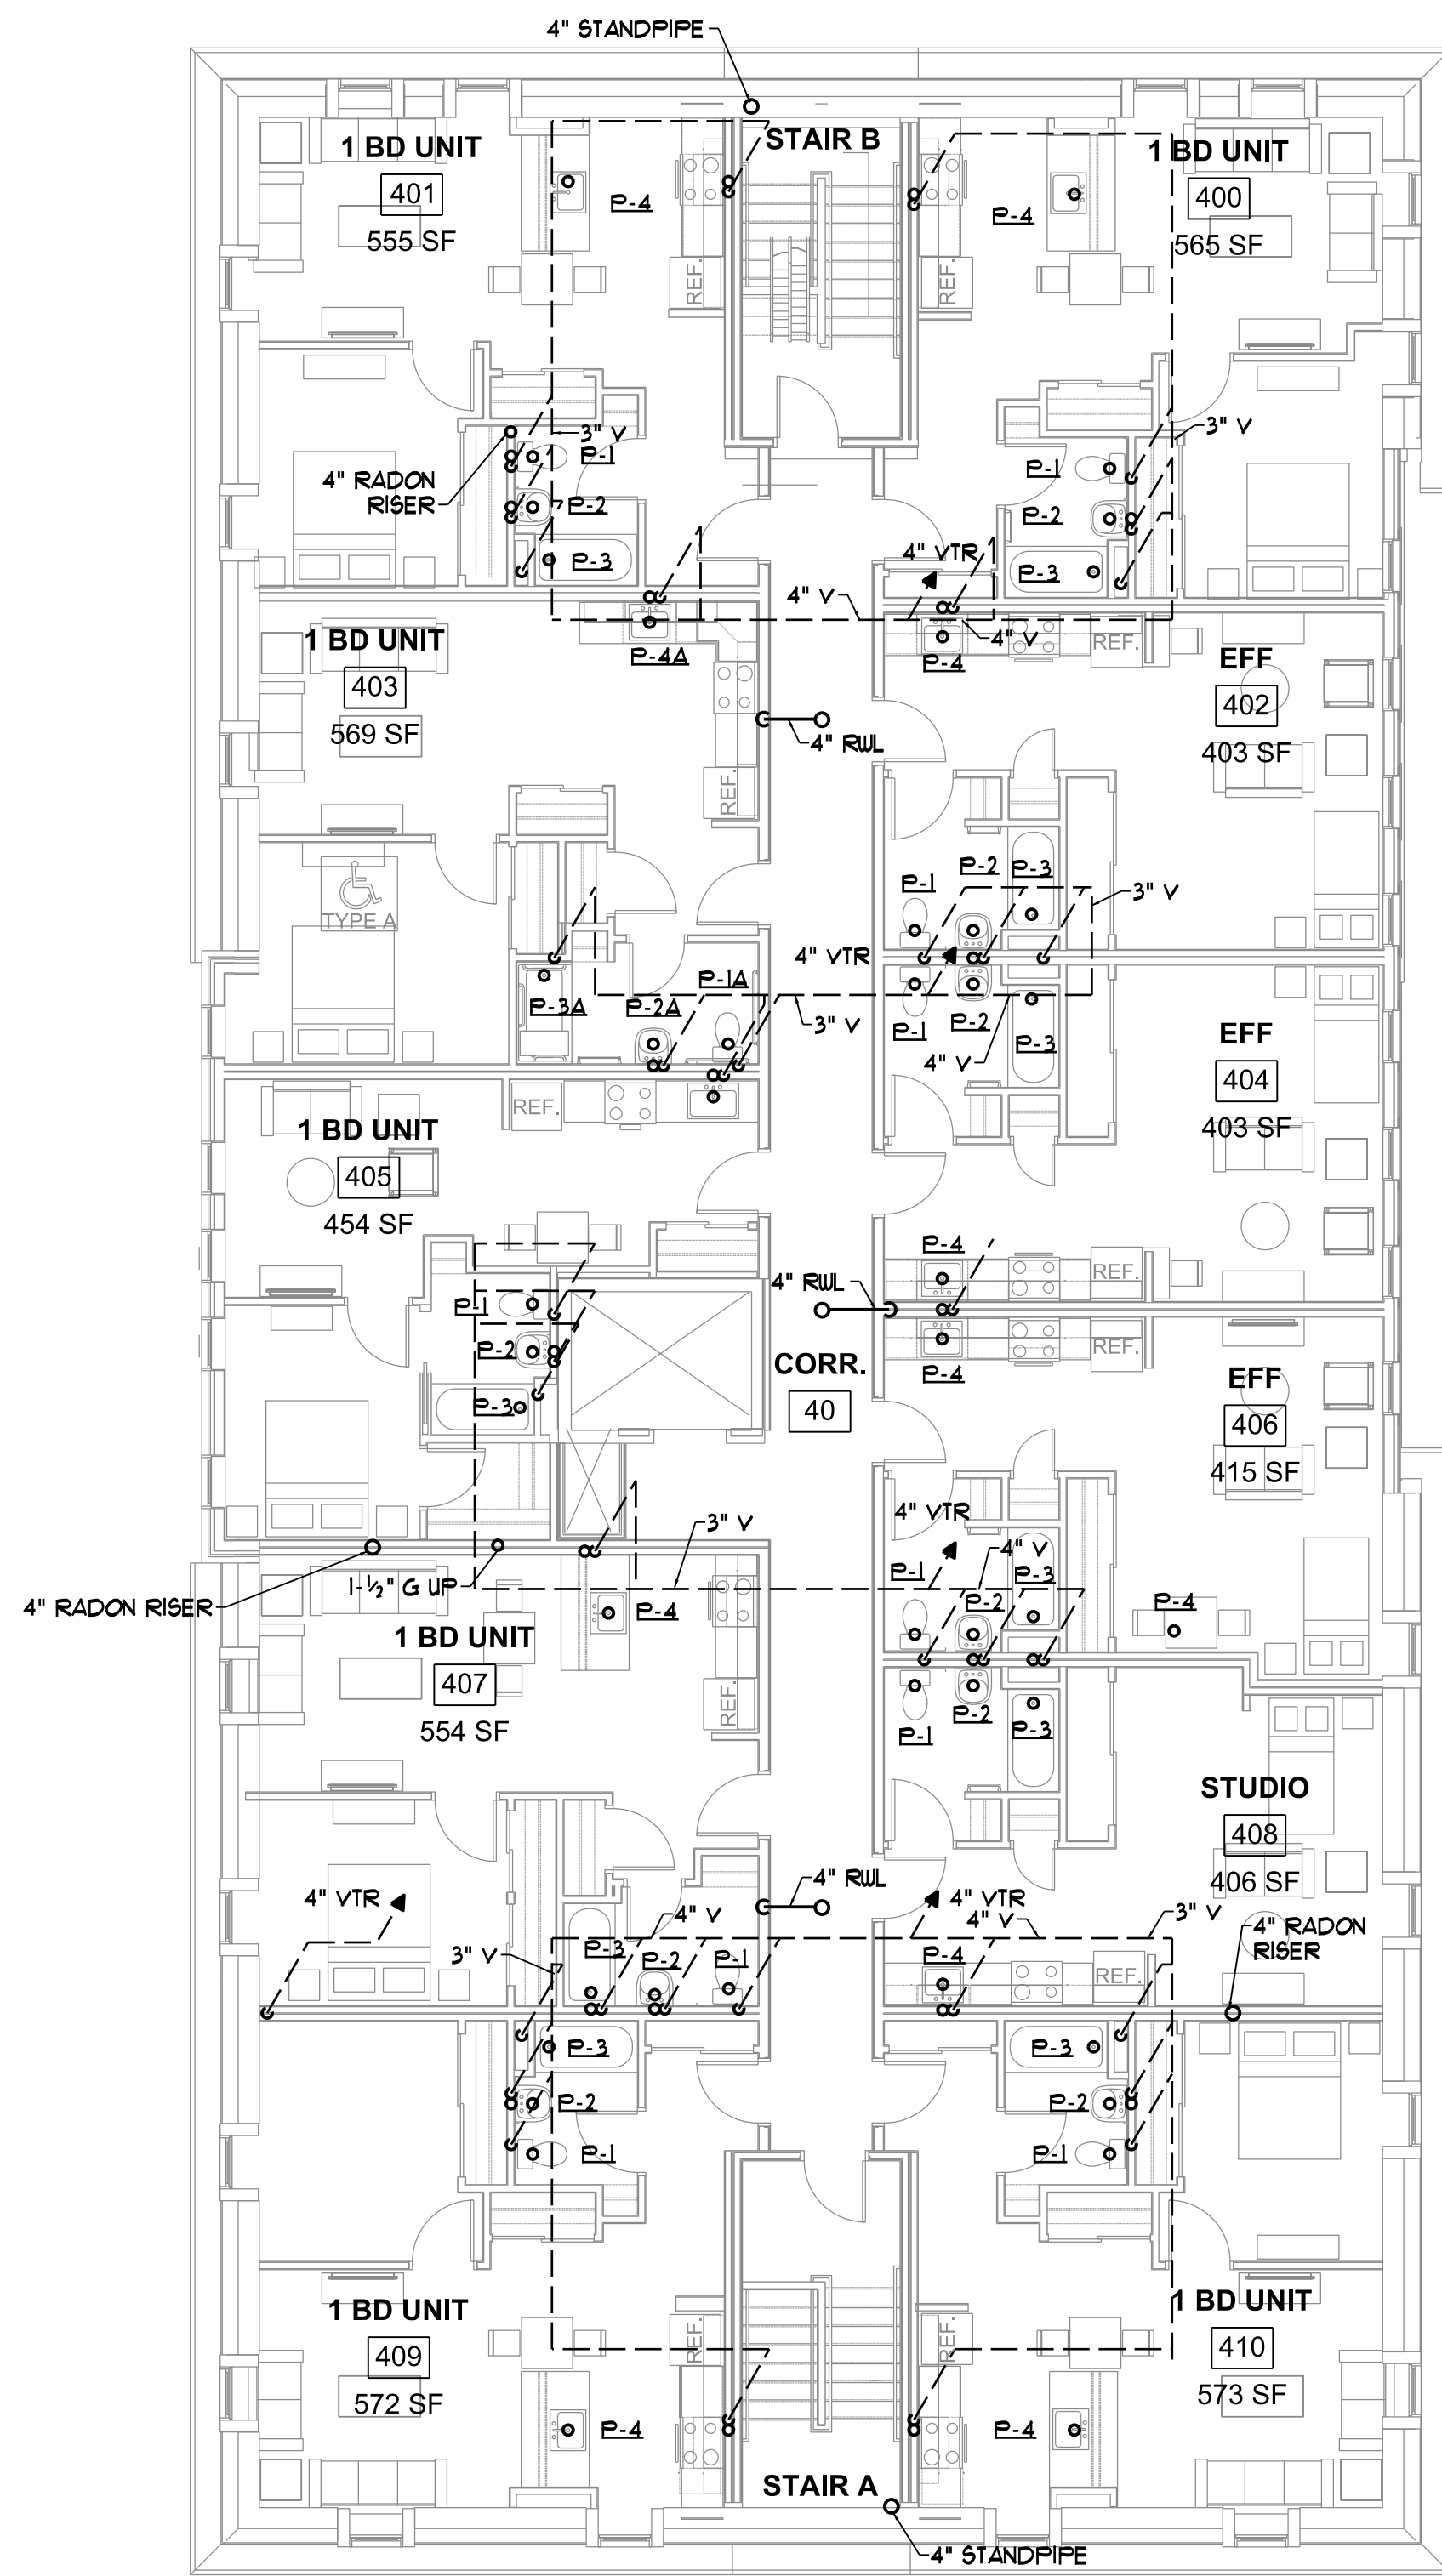 4" STANDPIPE
STAIR B
1 BD UNIT
401
555 SF
P-4
REF.
1 BD UNIT
400
565 SF
P-4
REF.
3" V
P-1
P-2
P-3
4" RADON
RISER
3" V
P-1
P-2
P-3
4" VTR
4" V
4" V
1 BD UNIT
403
569 SF
P-4A
REF.
P-4
REF.
EFF
402
403 SF
4" RWL
TYPE A
P-1
P-2
P-3
3" V
4" VTR
P-3A
P-2A
P-1A
3" V
P-1
P-2
P-3
4" V
EFF
404
403 SF
REF.
1 BD UNIT
405
454 SF
P-4
REF.
4" RWL
P-1
P-2
P-3
CORR.
40
P-4
REF.
EFF
406
415 SF
4" VTR
3" V
4" V
P-1
P-2
P-3
P-4
4" RADON RISER
1-½" G UP
P-4
1 BD UNIT
407
554 SF
REF.
P-1
P-2
P-3
STUDIO
408
406 SF
4" VTR
4" RWL
4" V
3" V
P-3
P-2
P-1
4" VTR
4" V
3" V
P-4
REF.
4" RADON
RISER
P-3
P-2
P-1
P-3
P-2
P-1
1 BD UNIT
409
572 SF
REF.
P-4
1 BD UNIT
410
573 SF
REF.
P-4
STAIR A
4" STANDPIPE